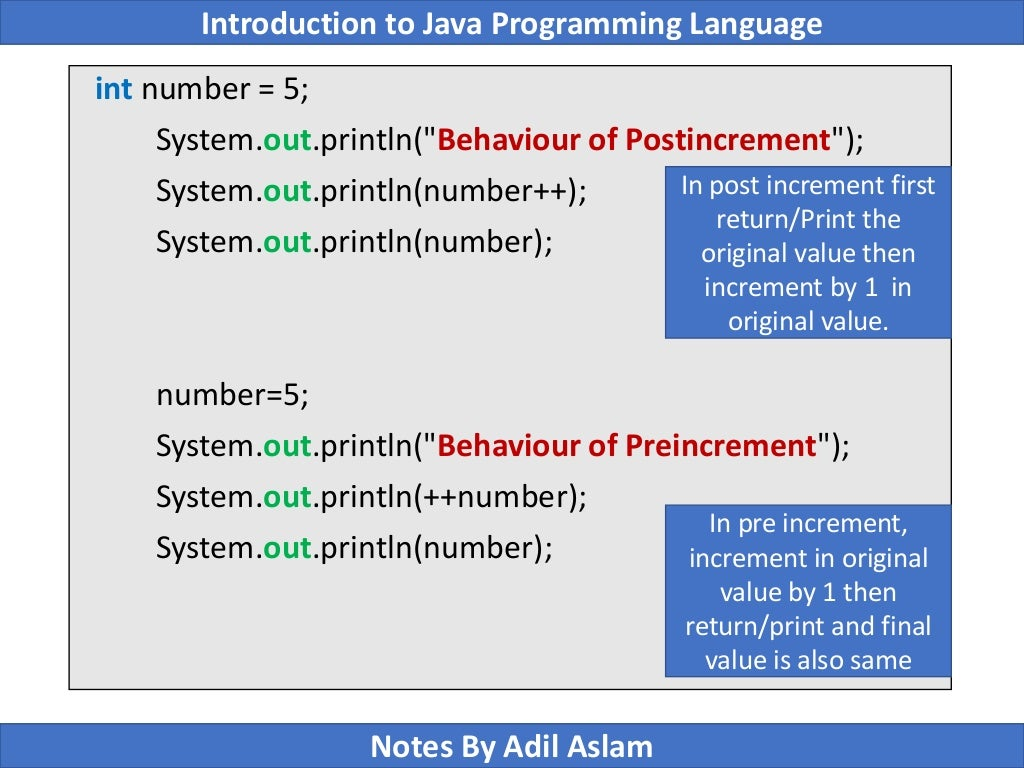 Introduction to Java Programming Language
int number = 5;
System.out.println("Behaviour of Postincrement");
System.out.println(number++);
System.out.println(number);
In post increment first
return/Print the
original value then
increment by 1 in
original value.
number=5;
System.out.println("Behaviour of Preincrement");
System.out.println(++number);
System.out.println(number);
In pre increment,
increment in original
value by 1 then
return/print and final
value is also same
Notes By Adil Aslam